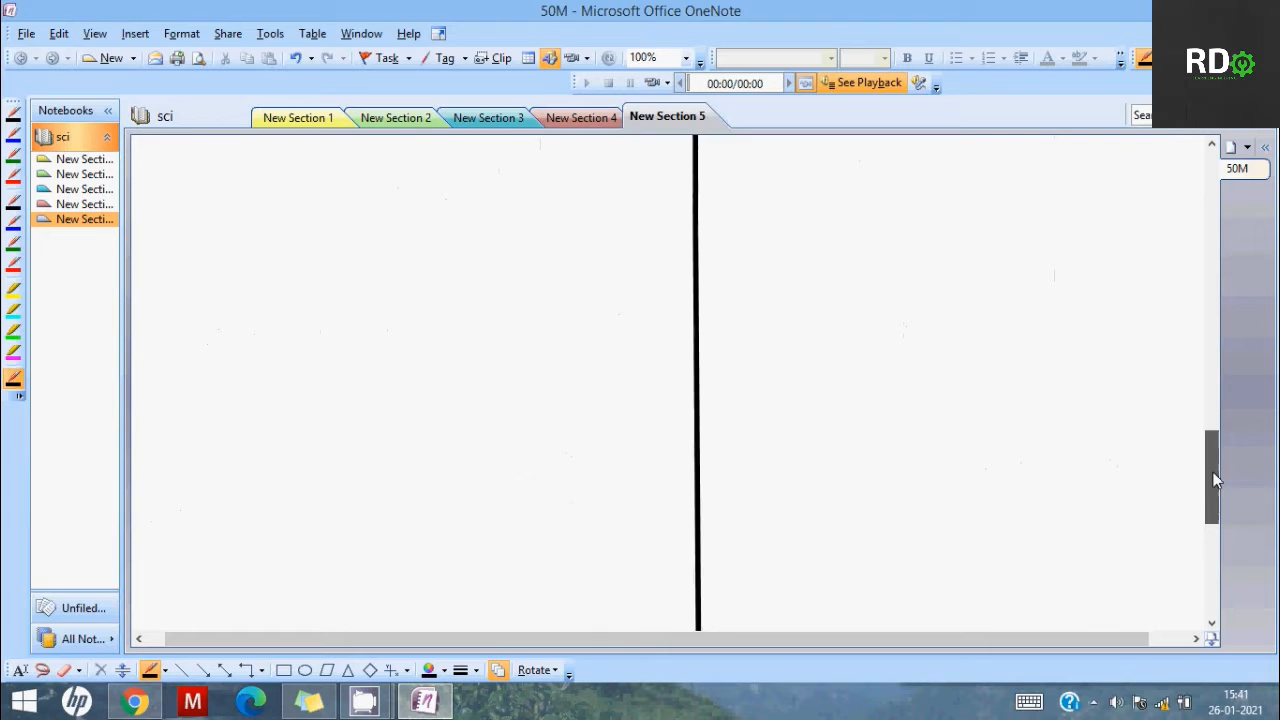 50M - Microsoft Office OneNote
File Edit View Insert Format Share Tools Table Window Help
New Task Tag Clip 100% B I U
00:00/00:00 See Playback
RD
Notebooks
sci
New Section 1 New Section 2 New Section 3 New Section 4 New Section 5
Sea
sci
New Secti...
New Secti...
New Secti...
New Secti...
New Secti...
50M
Unfiled...
All Not...
Rotate
15:41
26-01-2021